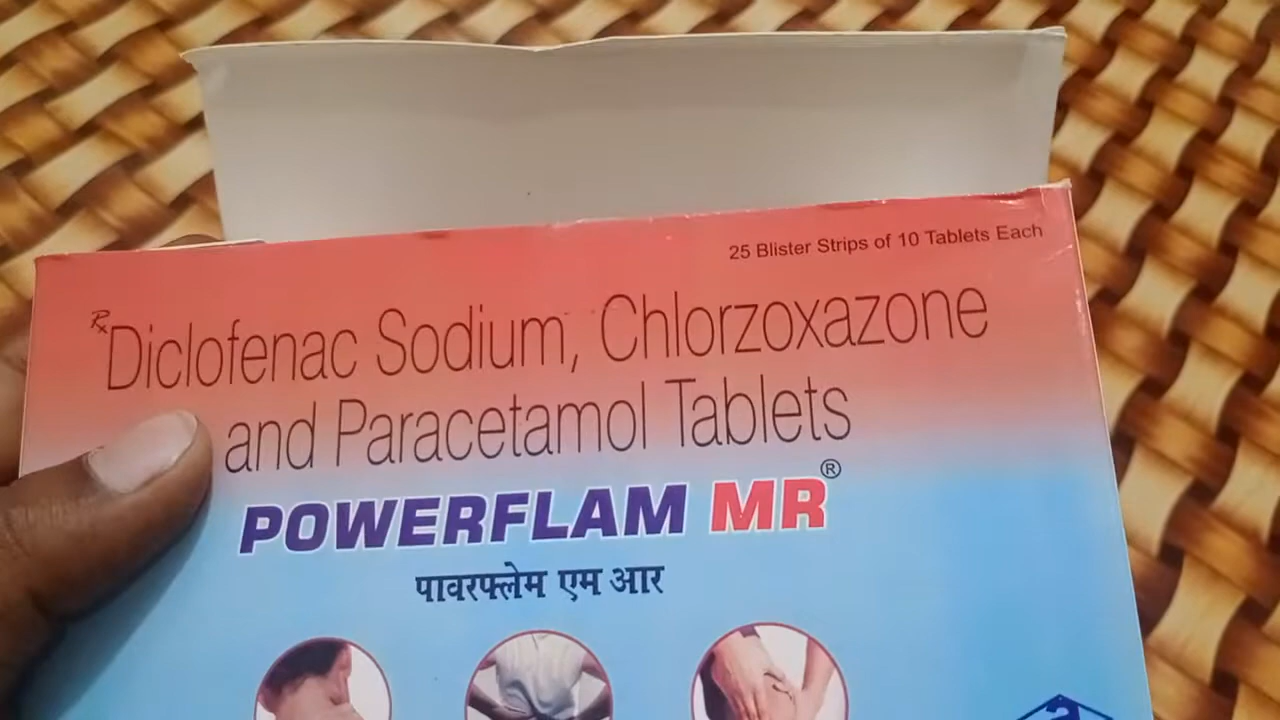 25 Blister Strips of 10 Tablets Each
℞ Diclofenac Sodium, Chlorzoxazone
and Paracetamol Tablets
POWERFLAM MR®
पावरफ्लेम एम आर